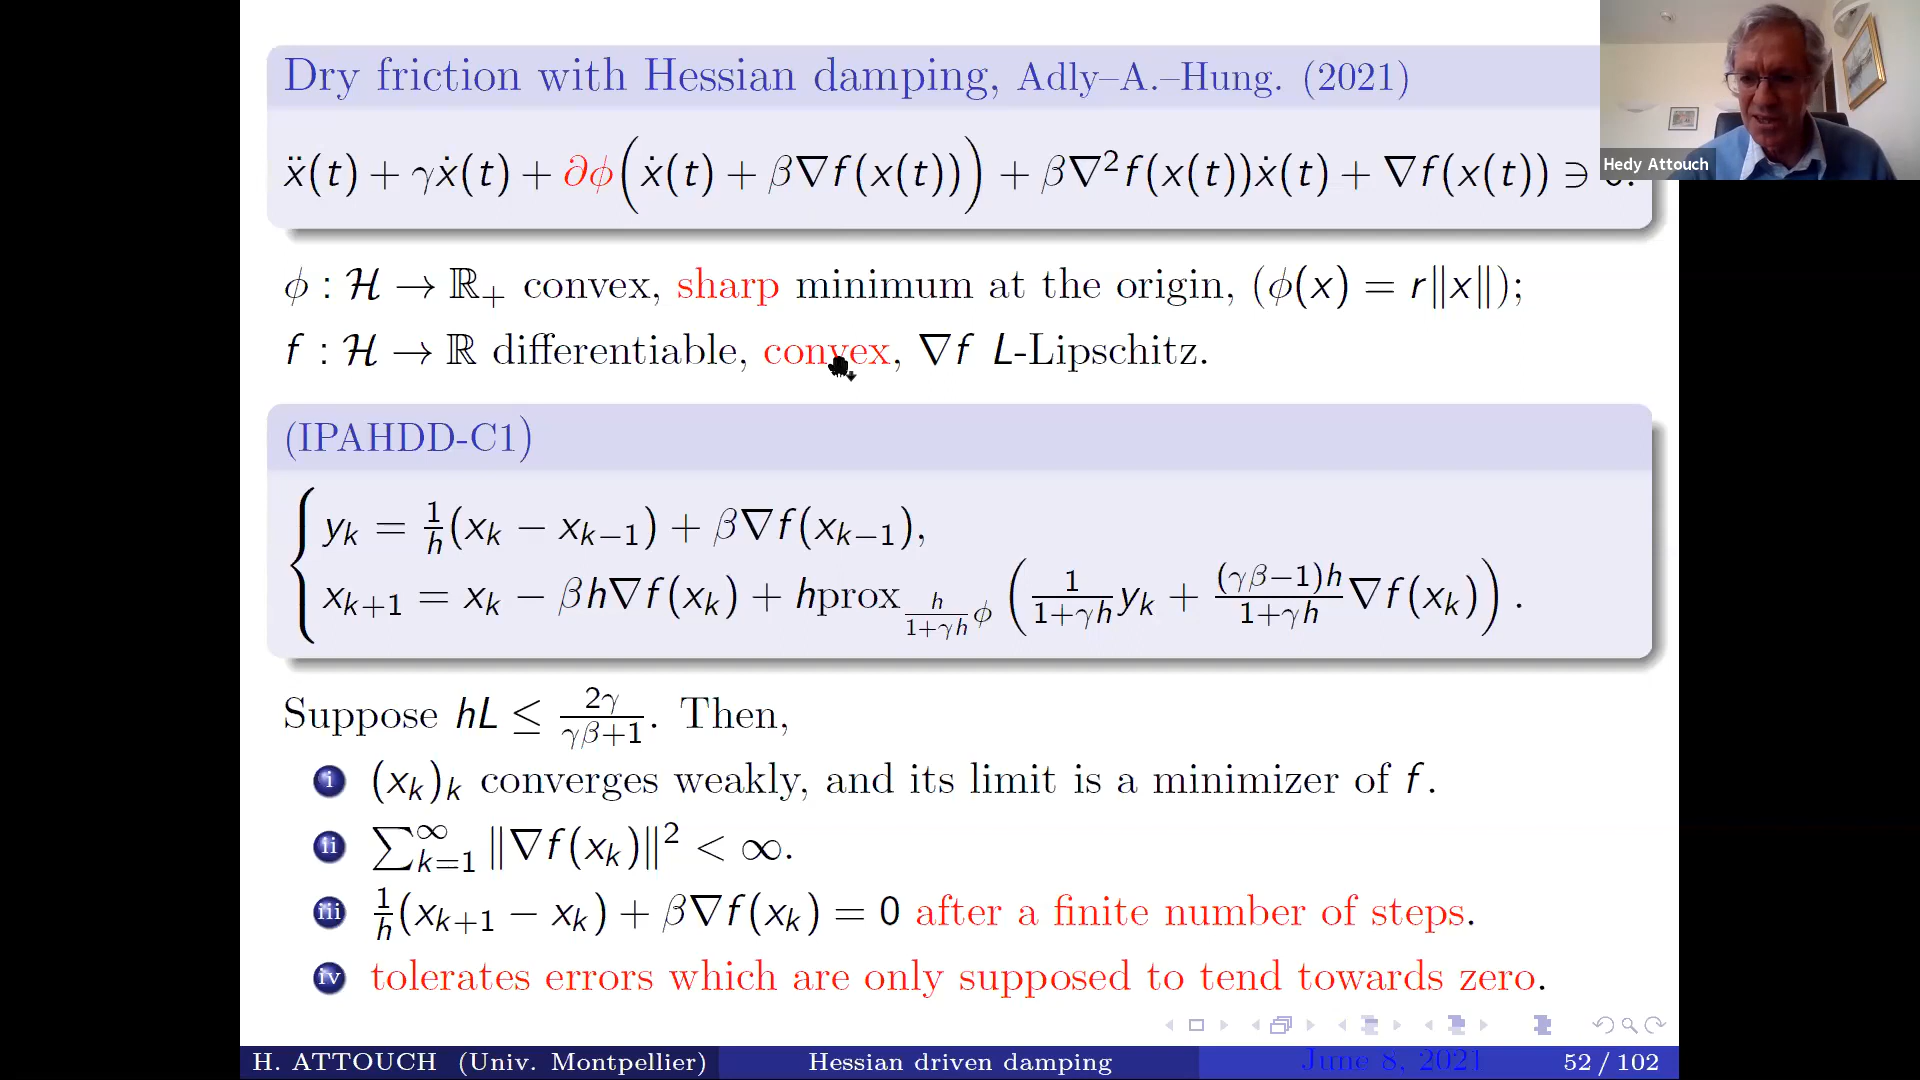 Dry friction with Hessian damping, Adly–A.–Hung. (2021)
Hedy Attouch
ẍ(t) + γẋ(t) + ∂ϕ(ẋ(t) + β∇f(x(t))) + β∇²f(x(t))ẋ(t) + ∇f(x(t)) ∋ 0.
ϕ : ℋ → ℝ₊ convex, sharp minimum at the origin, (ϕ(x) = r‖x‖);
f : ℋ → ℝ differentiable, convex, ∇f L-Lipschitz.
(IPAHDD-C1)
y_k = 1/h (x_k − x_{k−1}) + β∇f(x_{k−1}),
x_{k+1} = x_k − βh∇f(x_k) + h prox_{h/(1+γh) ϕ} ( 1/(1+γh) y_k + (γβ−1)h/(1+γh) ∇f(x_k) ) .
Suppose hL ≤ 2γ/(γβ+1). Then,
i (x_k)_k converges weakly, and its limit is a minimizer of f.
ii ∑_{k=1}^∞ ‖∇f(x_k)‖² < ∞.
iii 1/h (x_{k+1} − x_k) + β∇f(x_k) = 0 after a finite number of steps.
iv tolerates errors which are only supposed to tend towards zero.
H. ATTOUCH (Univ. Montpellier) Hessian driven damping June 8, 2021 52 / 102